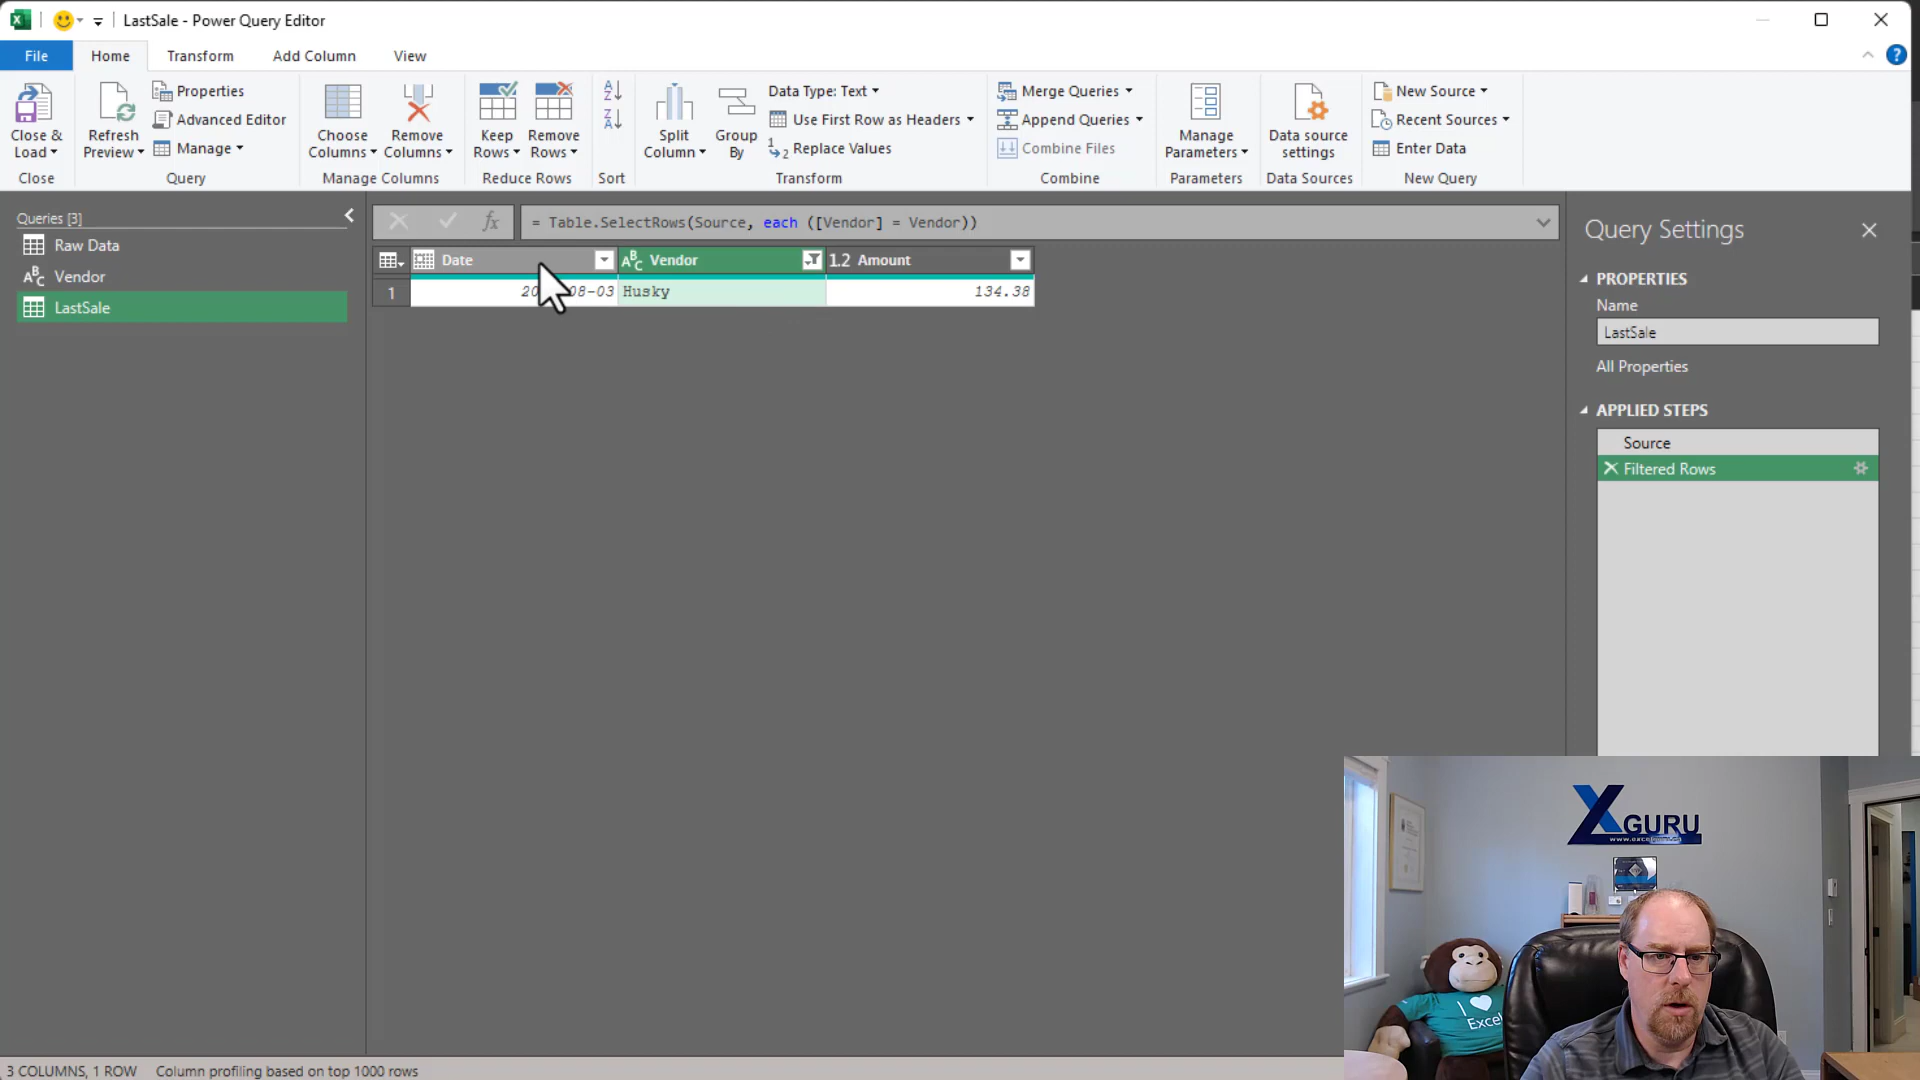 LastSale - Power Query Editor
File
Home
Transform
Add Column
View
Close & Load
Close
Refresh Preview
Properties
Advanced Editor
Manage
Query
Choose Columns
Remove Columns
Manage Columns
Keep Rows
Remove Rows
Reduce Rows
Sort
Split Column
Group By
Data Type: Text
Use First Row as Headers
Replace Values
Transform
Merge Queries
Append Queries
Combine Files
Combine
Manage Parameters
Parameters
Data source settings
Data Sources
New Source
Recent Sources
Enter Data
New Query
Queries [3]
Raw Data
Vendor
LastSale
= Table.SelectRows(Source, each ([Vendor] = Vendor))
Date
Vendor
1.2 Amount
1
08-03
Husky
134.38
Query Settings
PROPERTIES
Name
LastSale
All Properties
APPLIED STEPS
Source
Filtered Rows
XGURU
www.excelguru.ca
I ❤ Excel
3 COLUMNS, 1 ROW
Column profiling based on top 1000 rows